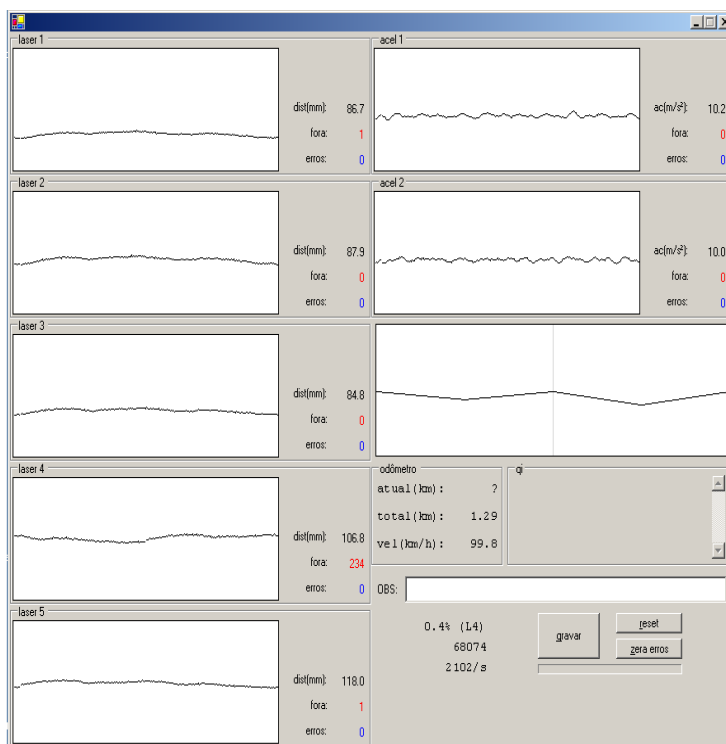 laser 1
dist(mm): 86.7
fora: 1
erros: 0
acel 1
ac(m/s²): 10.2
fora: 0
erros: 0
laser 2
dist(mm): 87.9
fora: 0
erros: 0
acel 2
ac(m/s²): 10.0
fora: 0
erros: 0
laser 3
dist(mm): 84.8
fora: 0
erros: 0
laser 4
dist(mm): 106.8
fora: 234
erros: 0
odômetro
atual(km): ?
total(km): 1.29
vel(km/h): 99.8
qi
OBS:
laser 5
dist(mm): 118.0
fora: 1
erros: 0
0.4% (L4)
68074
2102/s
gravar
reset
zera erros